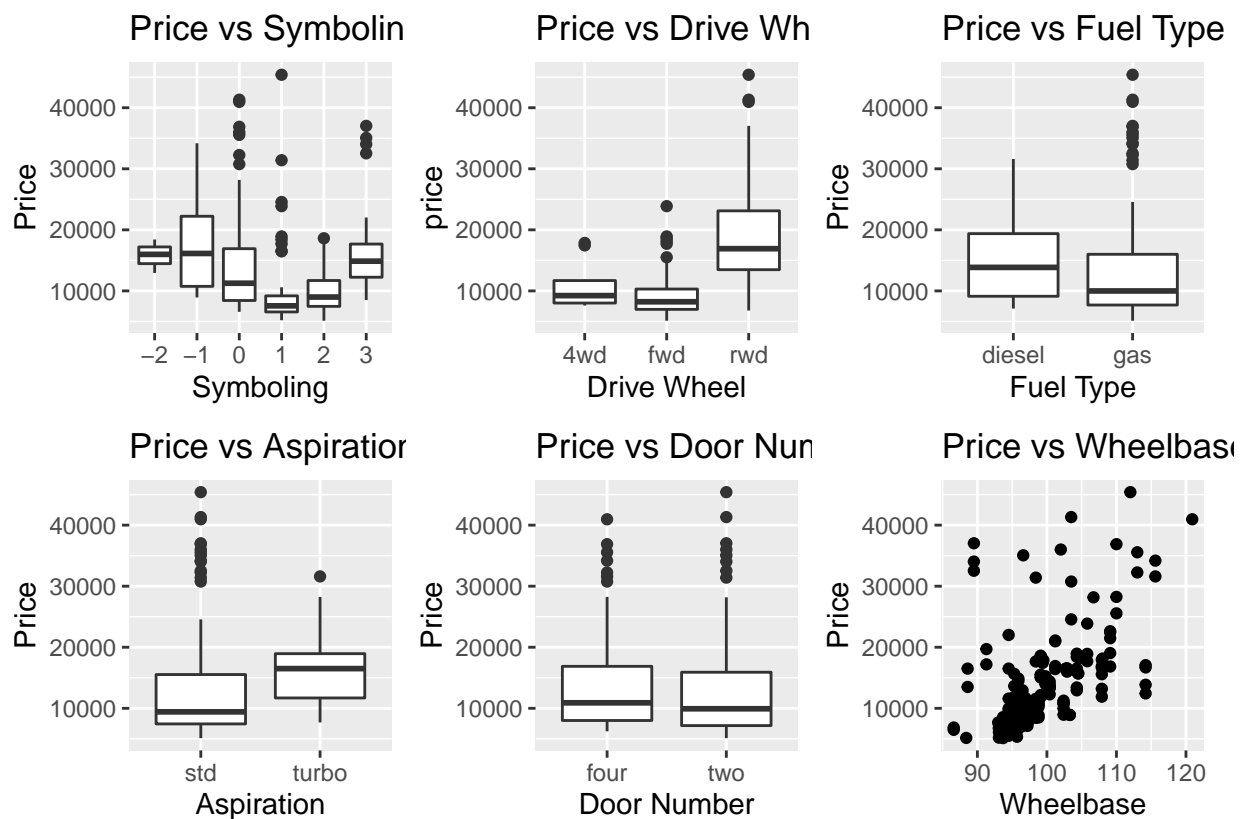 Price vs Symbolin
Price
40000
30000
20000
10000
−2 −1 0 1 2 3
Symboling
Price vs Drive Wh
price
40000
30000
20000
10000
4wd fwd rwd
Drive Wheel
Price vs Fuel Type
Price
40000
30000
20000
10000
diesel gas
Fuel Type
Price vs Aspiration
Price
40000
30000
20000
10000
std turbo
Aspiration
Price vs Door Num
Price
40000
30000
20000
10000
four two
Door Number
Price vs Wheelbase
Price
40000
30000
20000
10000
90 100 110 120
Wheelbase